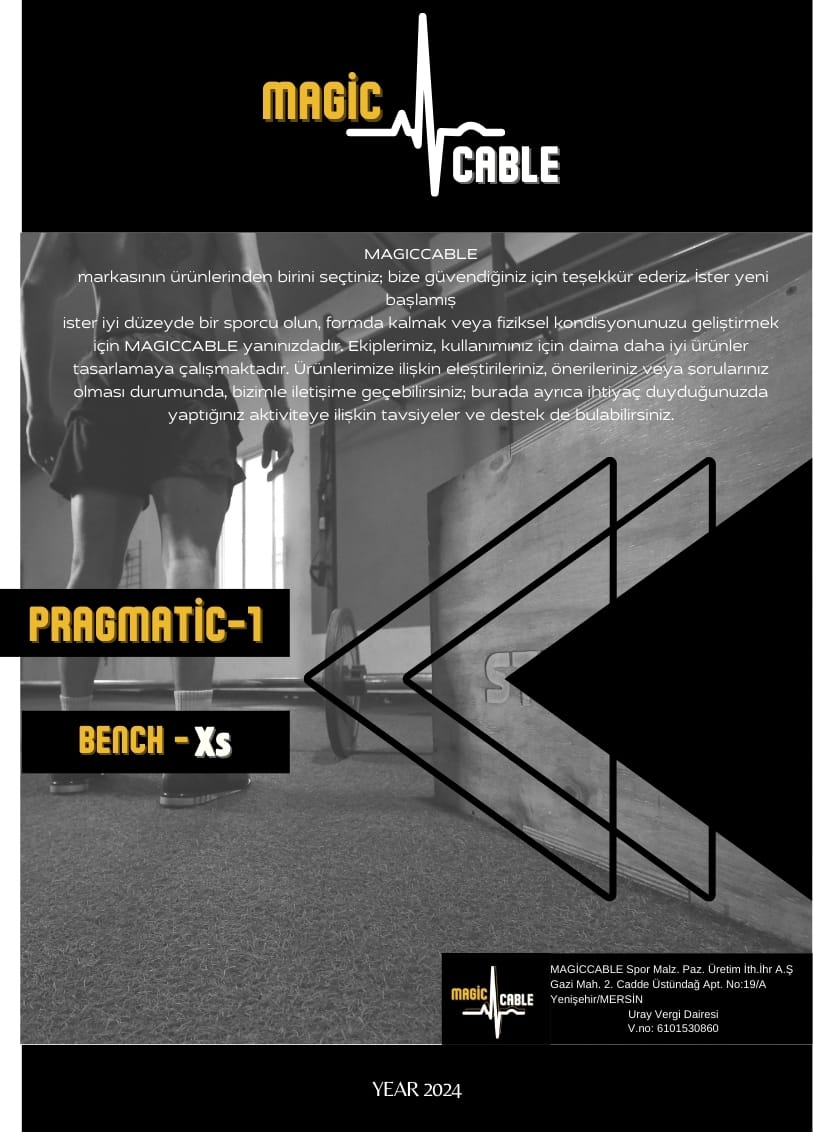 MAGİC
CABLE
MAGICCABLE
markasının ürünlerinden birini seçtiniz; bize güvendiğiniz için teşekkür ederiz. İster yeni
başlamış
ister iyi düzeyde bir sporcu olun, formda kalmak veya fiziksel kondisyonunuzu geliştirmek
için MAGICCABLE yanınızdadır. Ekiplerimiz, kullanımınız için daima daha iyi ürünler
tasarlamaya çalışmaktadır. Ürünlerimize ilişkin eleştirileriniz, önerileriniz veya sorularınız
olması durumunda, bizimle iletişime geçebilirsiniz; burada ayrıca ihtiyaç duyduğunuzda
yaptığınız aktiviteye ilişkin tavsiyeler ve destek de bulabilirsiniz.
PRAGMATİC-1
BENCH - Xs
MAGİC
CABLE
MAGİCCABLE Spor Malz. Paz. Üretim İth.İhr A.Ş
Gazi Mah. 2. Cadde Üstündağ Apt. No:19/A
Yenişehir/MERSİN
Uray Vergi Dairesi
V.no: 6101530860
YEAR 2024